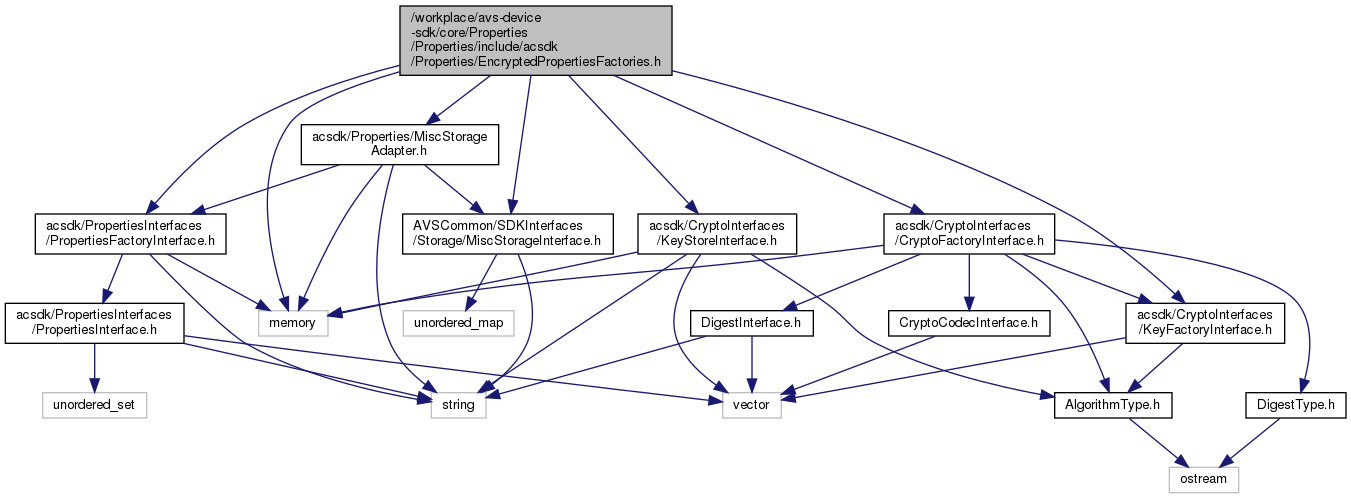 /workplace/avs-device
-sdk/core/Properties
/Properties/include/acsdk
/Properties/EncryptedPropertiesFactories.h
acsdk/Properties/MiscStorage
Adapter.h
acsdk/PropertiesInterfaces
/PropertiesFactoryInterface.h
AVSCommon/SDKInterfaces
/Storage/MiscStorageInterface.h
acsdk/CryptoInterfaces
/KeyStoreInterface.h
acsdk/CryptoInterfaces
/CryptoFactoryInterface.h
acsdk/PropertiesInterfaces
/PropertiesInterface.h
memory
unordered_map
DigestInterface.h
CryptoCodecInterface.h
acsdk/CryptoInterfaces
/KeyFactoryInterface.h
unordered_set
string
vector
AlgorithmType.h
DigestType.h
ostream